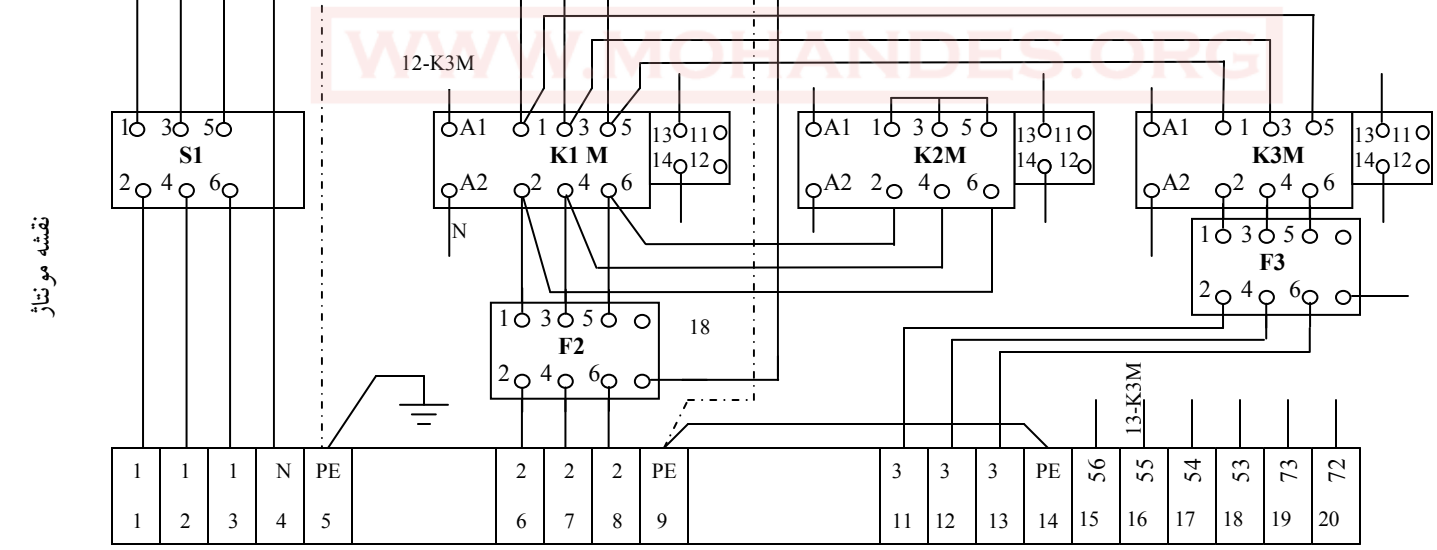 WWW.MOHANDES.ORG
12-K3M
1 3 5
S1
2 4 6
A1 1 3 5
K1 M
A2 2 4 6
13 11
14 12
N
A1 1 3 5
K2M
A2 2 4 6
13 11
14 12
A1 1 3 5
K3M
A2 2 4 6
13 11
14 12
1 3 5
F3
2 4 6
نقشه مونتاژ
1 3 5
F2
2 4 6
18
13-K3M
1 1 1 N PE 2 2 2 PE 3 3 3 PE 56 55 54 53 73 72
1 2 3 4 5 6 7 8 9 11 12 13 14 15 16 17 18 19 20